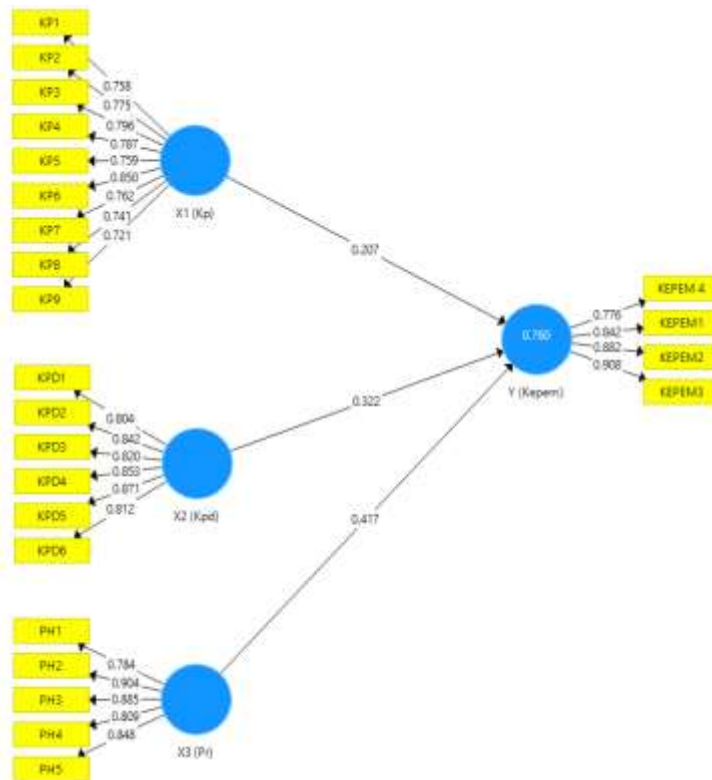 KP1
KP2
KP3
KP4
KP5
KP6
KP7
KP8
KP9
0.758
0.775
0.796
0.787
0.759
0.850
0.762
0.741
0.721
X1 (Kp)
0.207
KPD1
KPD2
KPD3
KPD4
KPD5
KPD6
0.804
0.842
0.820
0.853
0.871
0.812
X2 (Kpd)
0.322
PH1
PH2
PH3
PH4
PH5
0.784
0.904
0.885
0.809
0.848
X3 (Pr)
0.417
0.760
Y (Kepem)
0.776
0.842
0.882
0.908
KEPEM 4
KEPEM1
KEPEM2
KEPEM3